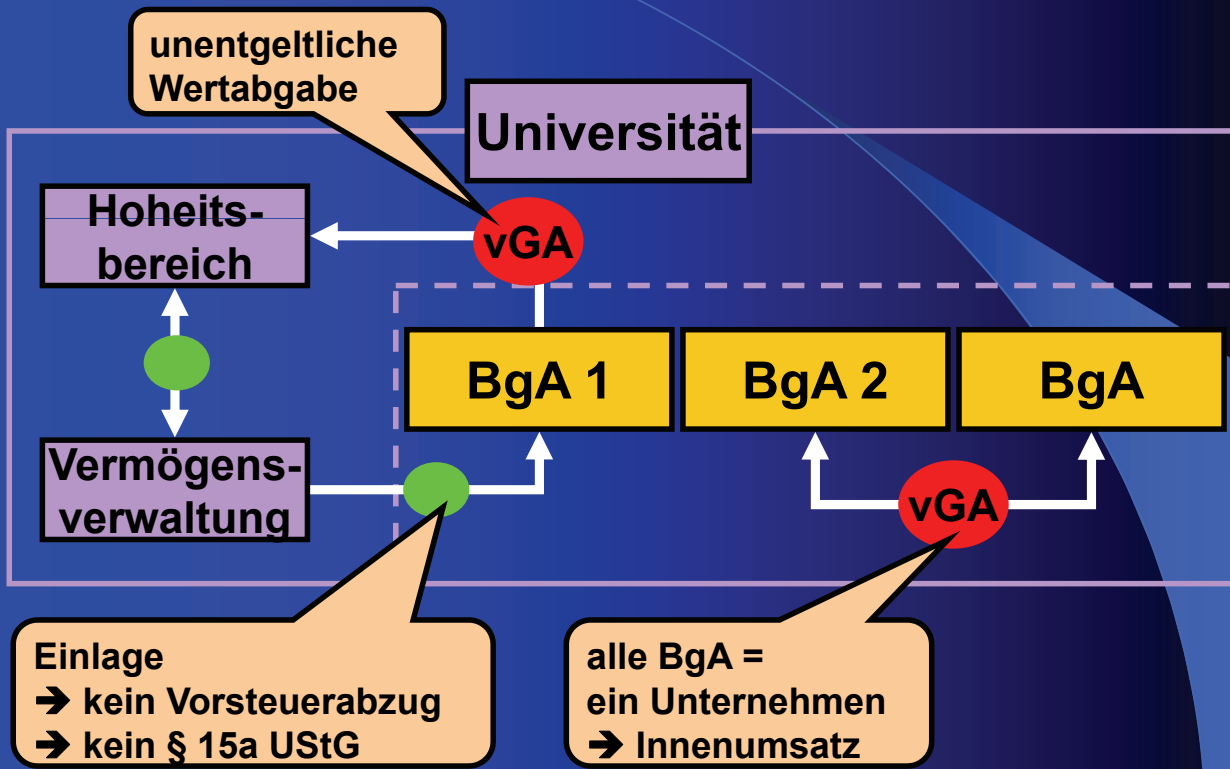 unentgeltliche
Wertabgabe
Universität
Hoheits-
bereich
vGA
BgA 1
BgA 2
BgA
Vermögens-
verwaltung
vGA
Einlage
➔ kein Vorsteuerabzug
➔ kein § 15a UStG
alle BgA =
ein Unternehmen
➔ Innenumsatz